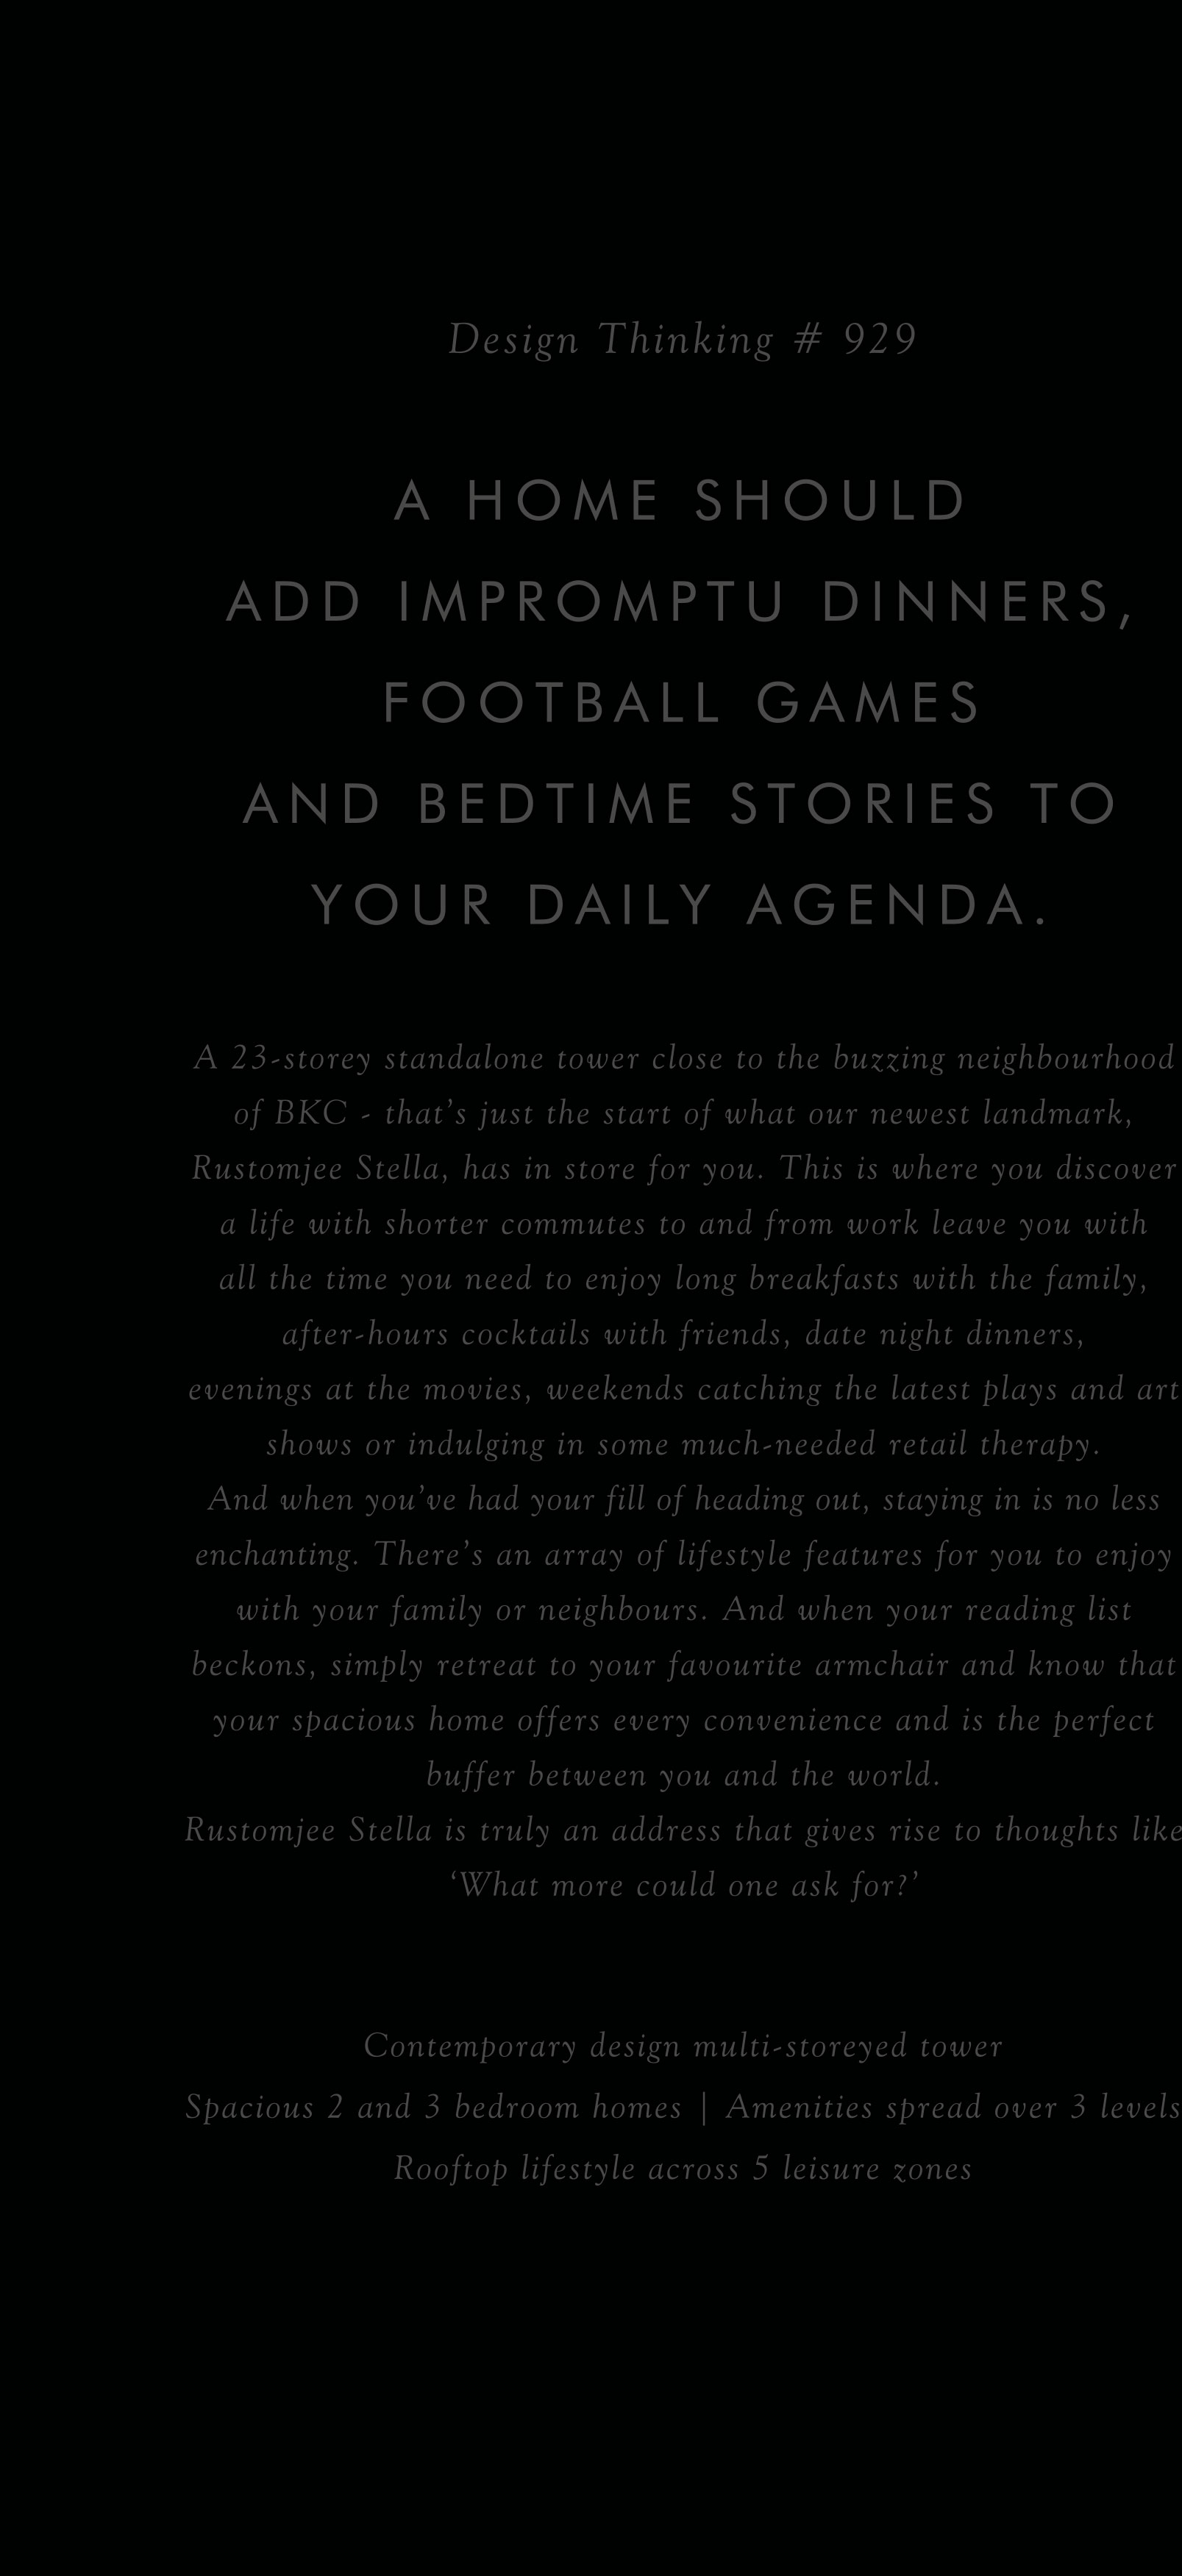 Design Thinking # 929
A HOME SHOULD
ADD IMPROMPTU DINNERS,
FOOTBALL GAMES
AND BEDTIME STORIES TO
YOUR DAILY AGENDA.
A 23-storey standalone tower close to the buzzing neighbourhood
of BKC - that’s just the start of what our newest landmark,
Rustomjee Stella, has in store for you. This is where you discover
a life with shorter commutes to and from work leave you with
all the time you need to enjoy long breakfasts with the family,
after-hours cocktails with friends, date night dinners,
evenings at the movies, weekends catching the latest plays and art
shows or indulging in some much-needed retail therapy.
And when you’ve had your fill of heading out, staying in is no less
enchanting. There’s an array of lifestyle features for you to enjoy
with your family or neighbours. And when your reading list
beckons, simply retreat to your favourite armchair and know that
your spacious home offers every convenience and is the perfect
buffer between you and the world.
Rustomjee Stella is truly an address that gives rise to thoughts like
‘What more could one ask for?’
Contemporary design multi-storeyed tower
Spacious 2 and 3 bedroom homes | Amenities spread over 3 levels
Rooftop lifestyle across 5 leisure zones